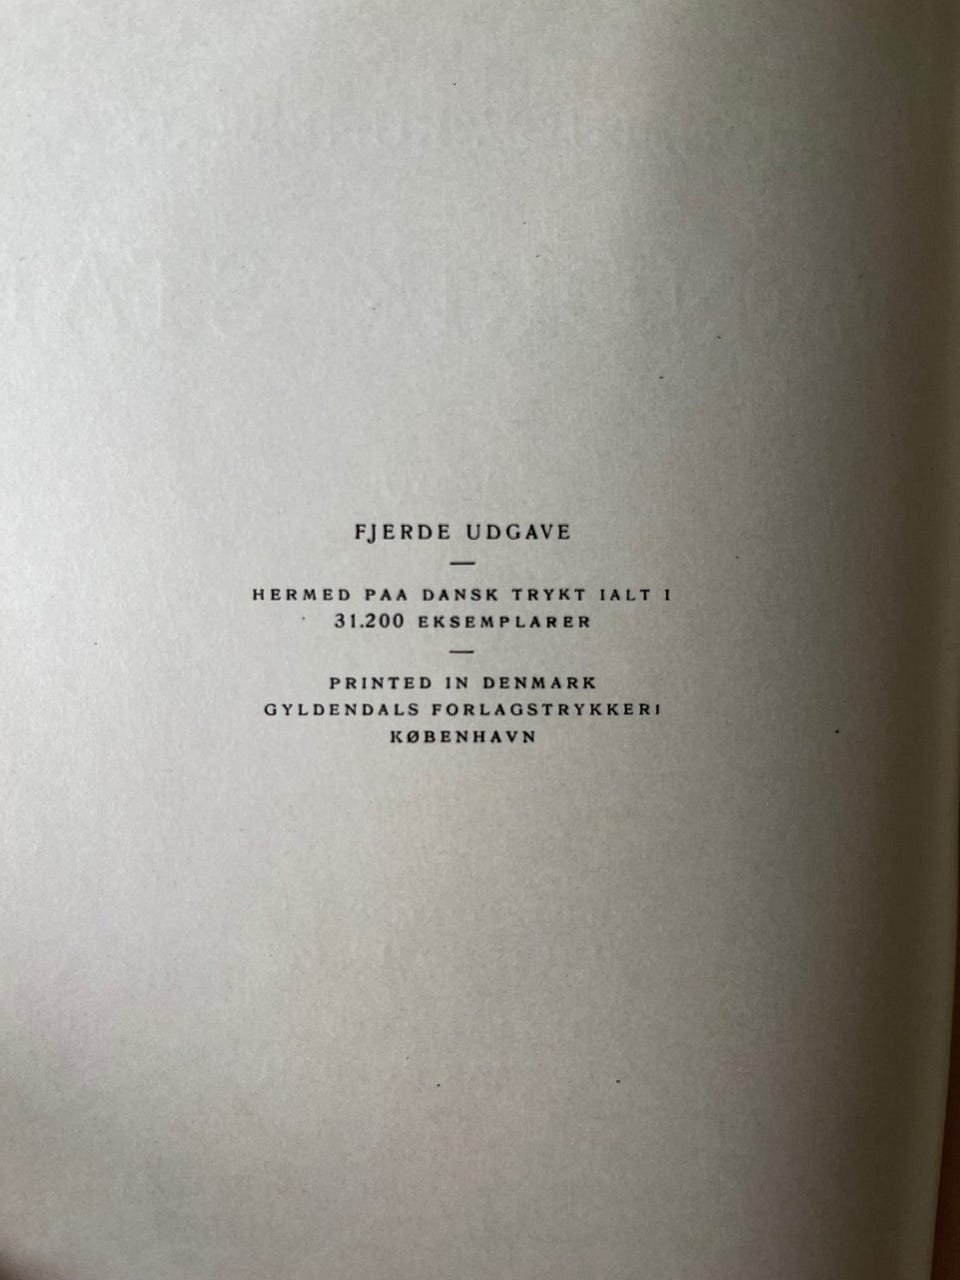 FJERDE UDGAVE
HERMED PAA DANSK TRYKT IALT I
31.200 EKSEMPLARER
PRINTED IN DENMARK
GYLDENDALS FORLAGSTRYKKERI
KØBENHAVN